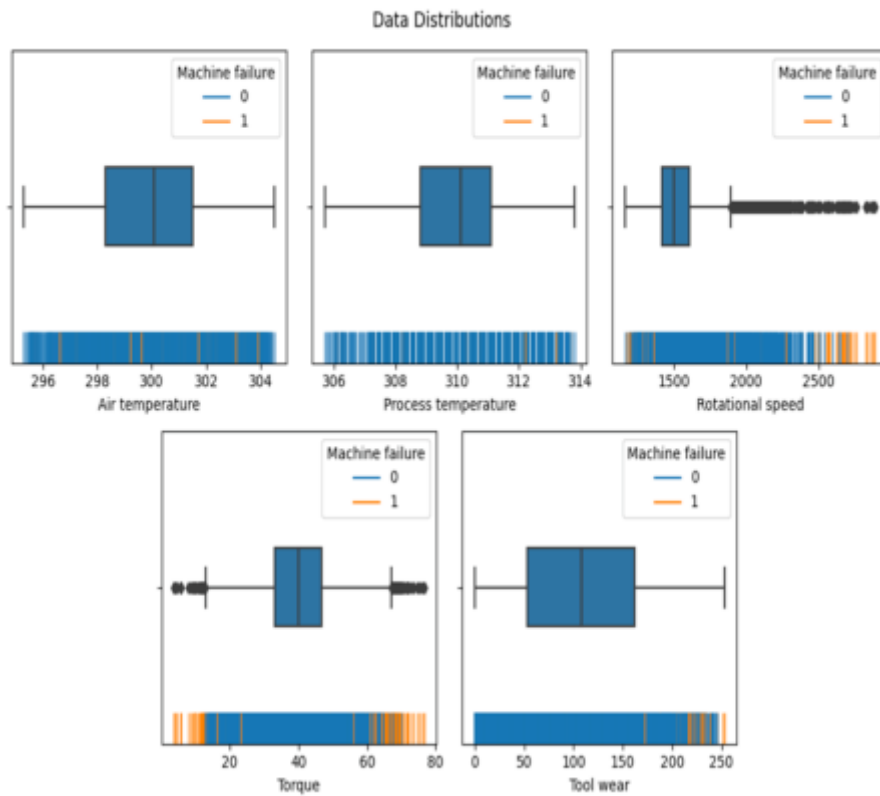 Data Distributions
Machine failure
0
1
296 298 300 302 304
Air temperature
Machine failure
0
1
306 308 310 312 314
Process temperature
Machine failure
0
1
1500 2000 2500
Rotational speed
Machine failure
0
1
20 40 60 80
Torque
Machine failure
0
1
0 50 100 150 200 250
Tool wear